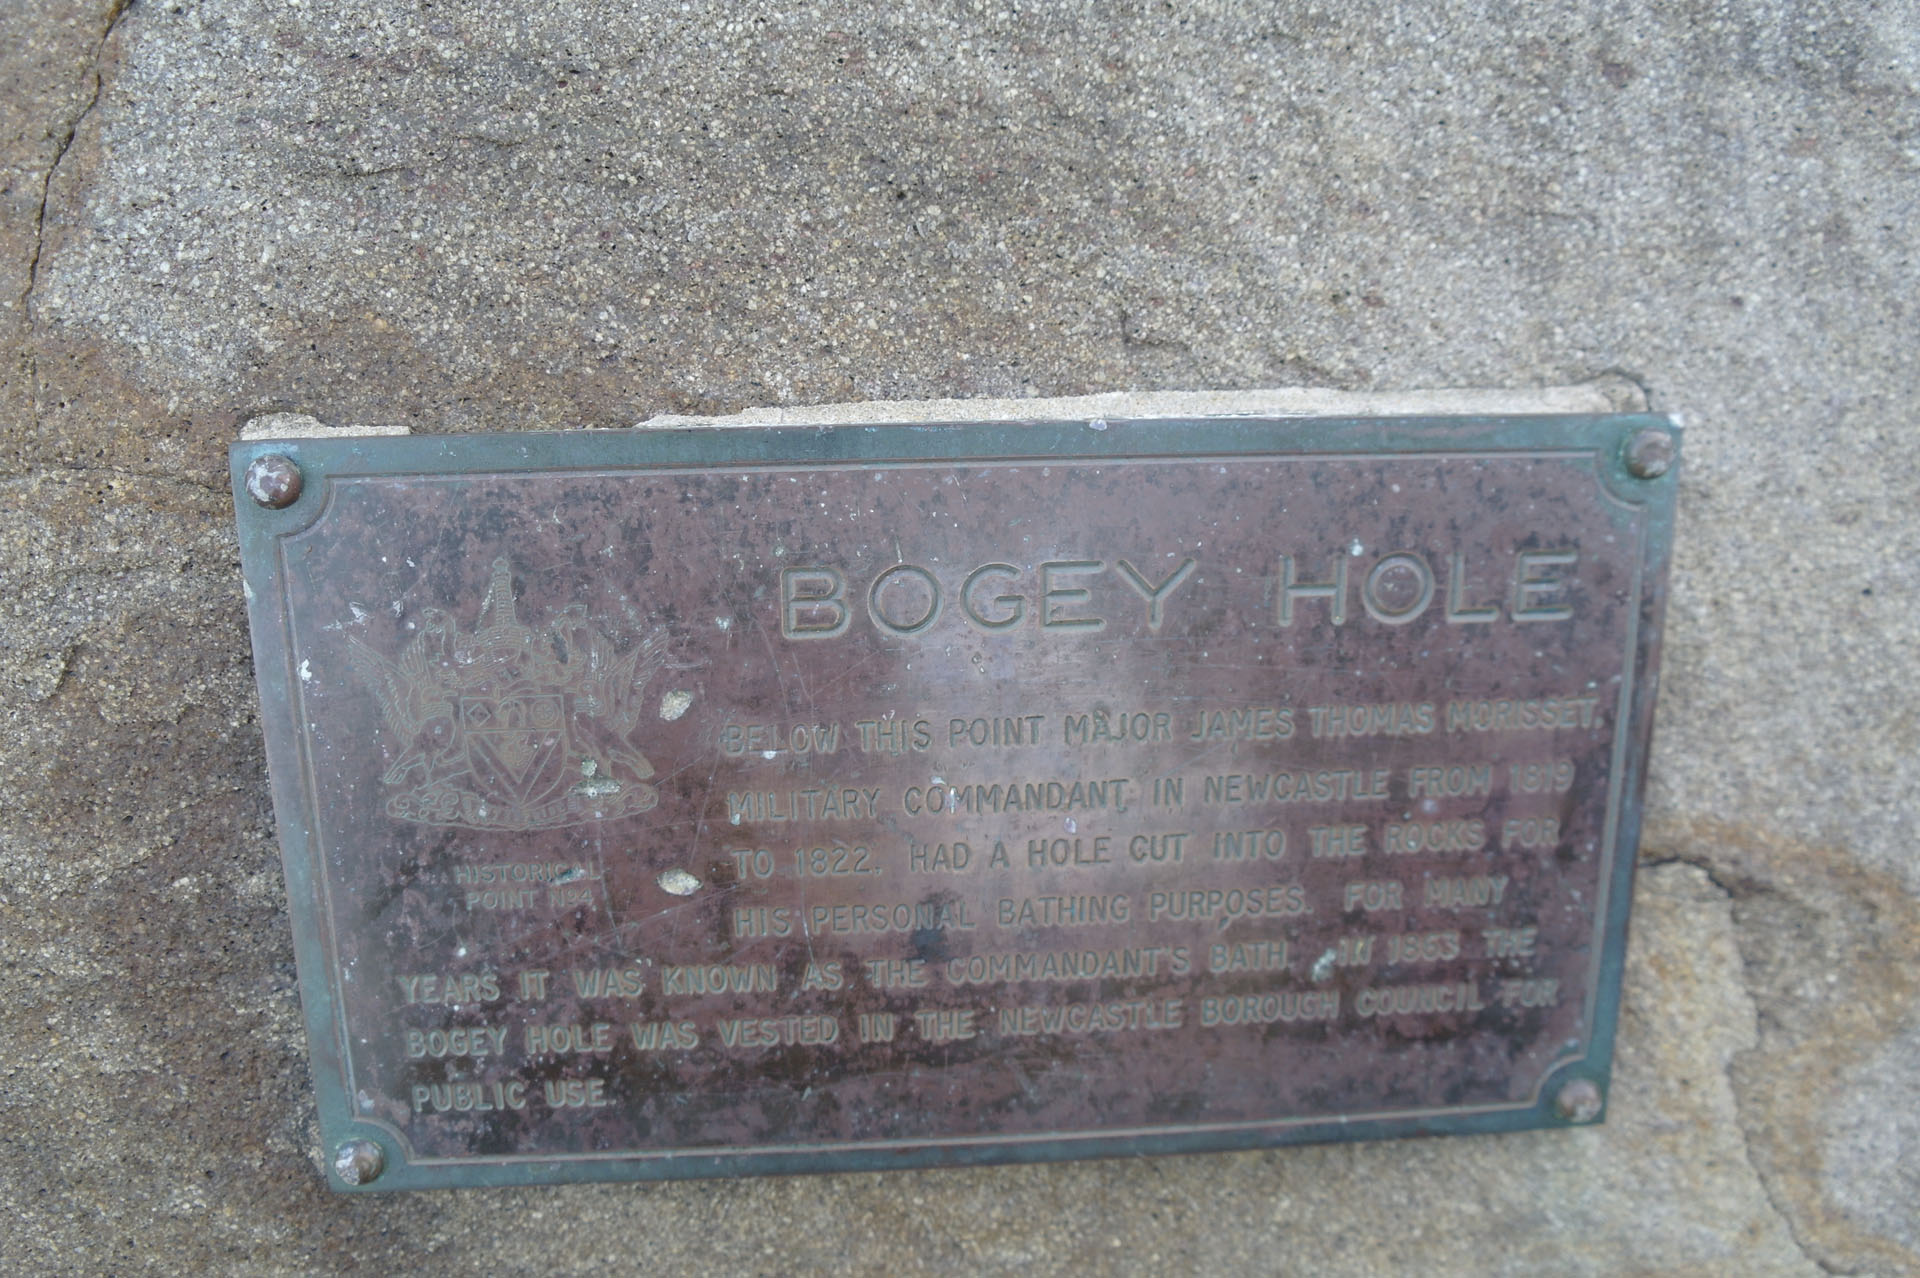 BOGEY HOLE
BELOW THIS POINT MAJOR JAMES THOMAS MORISSET,
MILITARY COMMANDANT IN NEWCASTLE FROM 1819
TO 1822, HAD A HOLE CUT INTO THE ROCKS FOR
HIS PERSONAL BATHING PURPOSES. FOR MANY
YEARS IT WAS KNOWN AS THE COMMANDANT'S BATH. IN 1863 THE
BOGEY HOLE WAS VESTED IN THE NEWCASTLE BOROUGH COUNCIL FOR
PUBLIC USE.
HISTORICAL
POINT Nº4